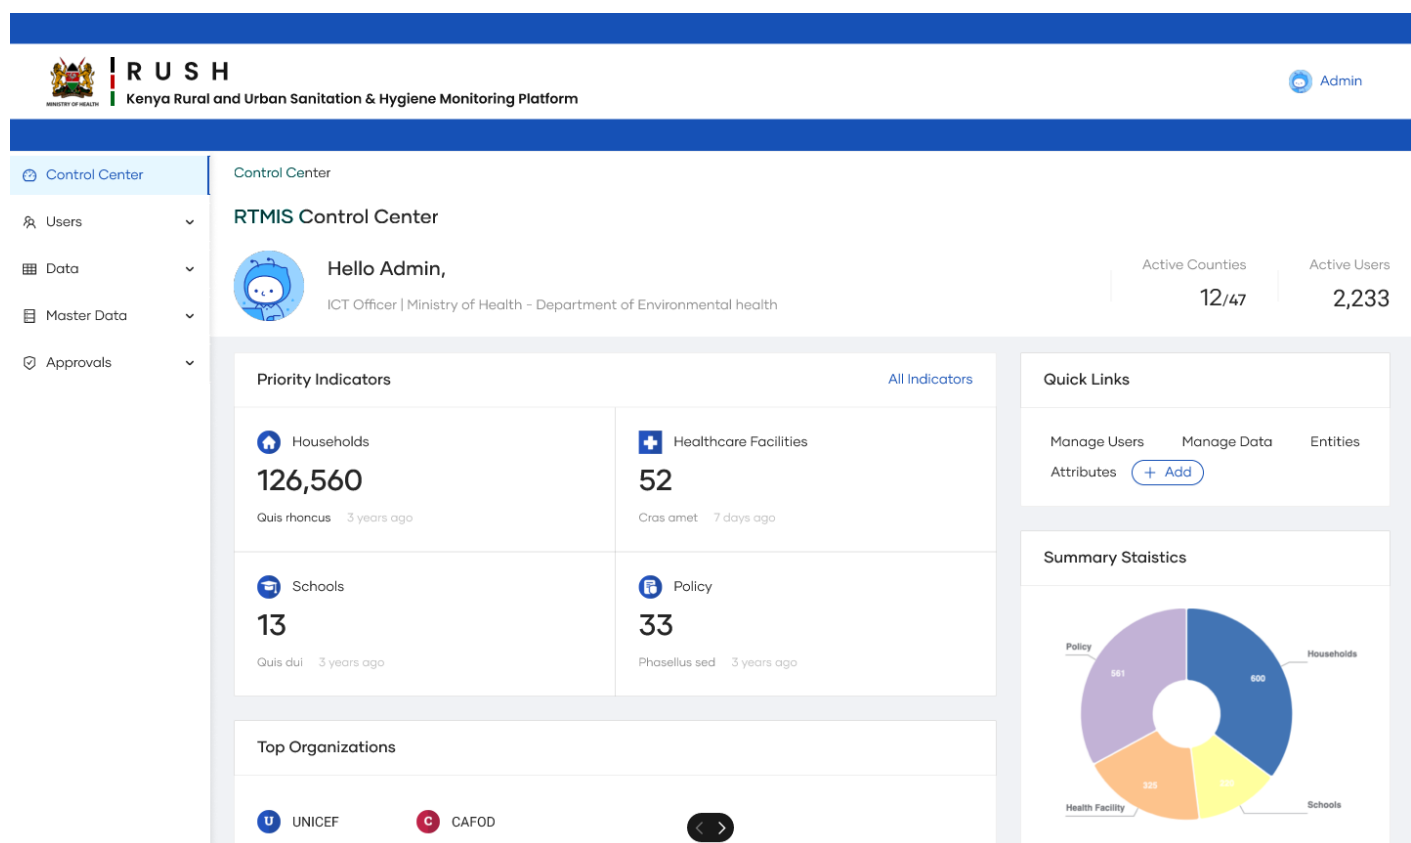 MINISTRY OF HEALTH
RUSH
Kenya Rural and Urban Sanitation & Hygiene Monitoring Platform
Admin
Control Center
Users
Data
Master Data
Approvals
Control Center
RTMIS Control Center
Hello Admin,
ICT Officer | Ministry of Health - Department of Environmental health
Active Counties
12/47
Active Users
2,233
Priority Indicators
All Indicators
Households
126,560
Quis rhoncus 3 years ago
Healthcare Facilities
52
Cras amet 7 days ago
Schools
13
Quis dui 3 years ago
Policy
33
Phasellus sed 3 years ago
Top Organizations
U UNICEF
C CAFOD
Quick Links
Manage Users Manage Data Entities
Attributes + Add
Summary Staistics
Policy
561
Households
600
Health Facility
325
Schools